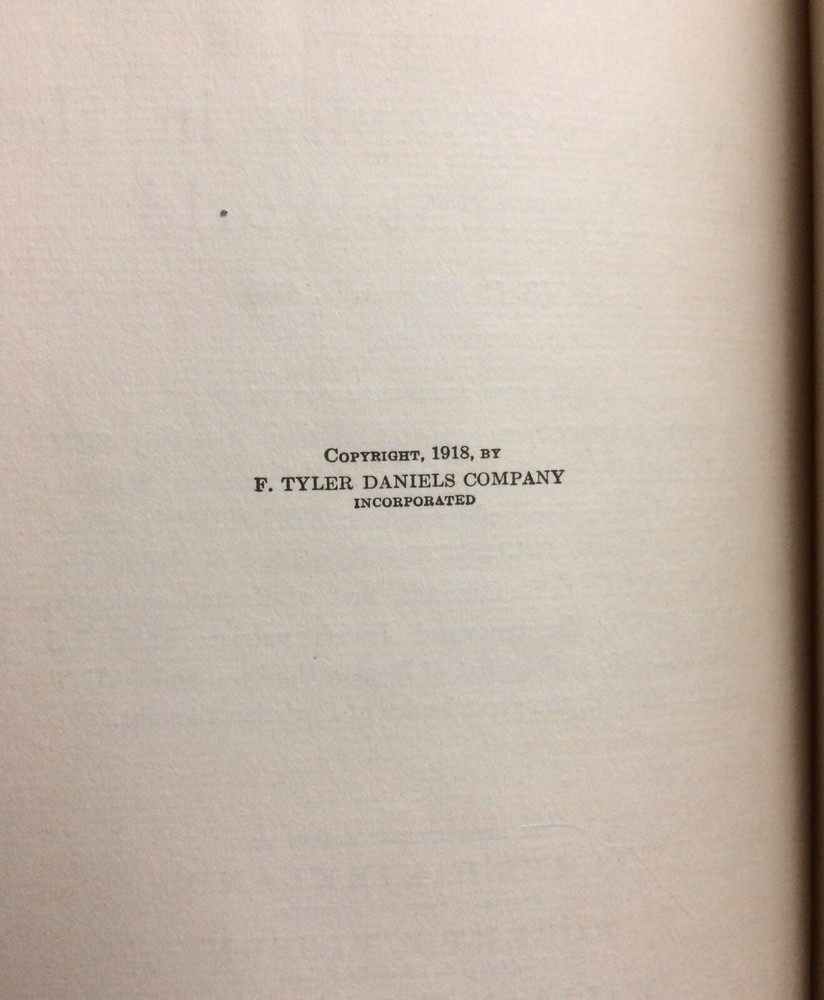 Copyright, 1918, by
F. TYLER DANIELS COMPANY
INCORPORATED